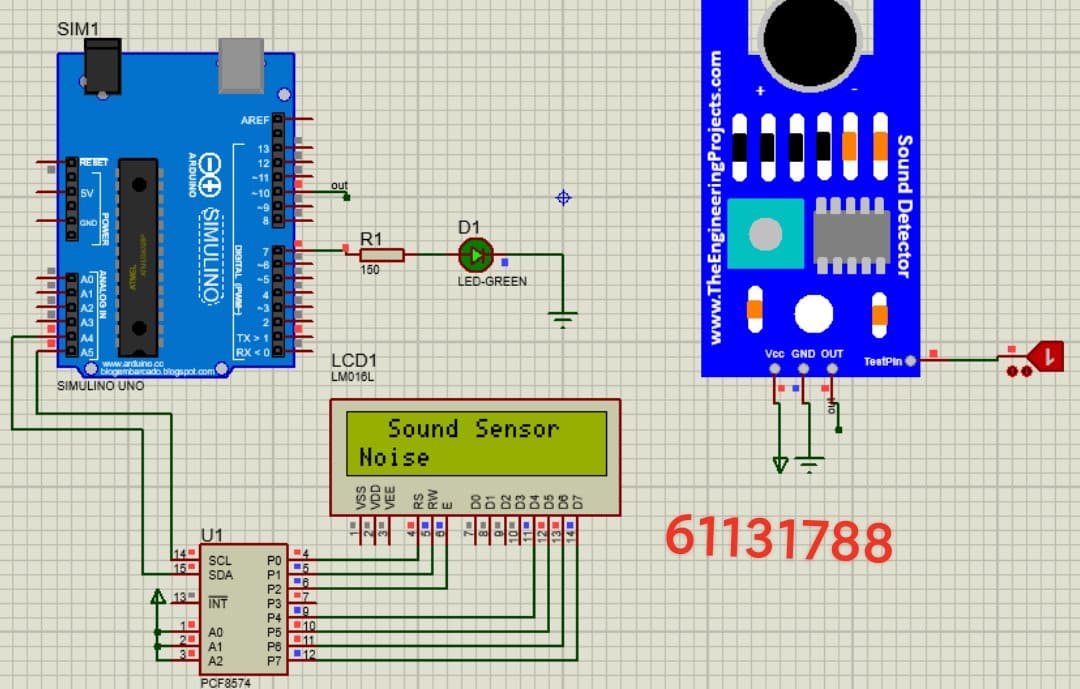 SIM1
AREF
13
12
~11
~10
~9
8
7
~6
~5
4
~3
2
TX > 1
RX < 0
RESET
5V
GND
POWER
A0
A1
A2
A3
A4
A5
ANALOG IN
ARDUINO
SIMULINO
DIGITAL (PWM~)
ATMEL
www.arduino.cc
blogembarcado.blogspot.com
SIMULINO UNO
out
R1
150
D1
LED-GREEN
www.TheEngineeringProjects.com
+
-
Sound Detector
Vcc GND OUT
TestPin
1
out
LCD1
LM016L
Sound Sensor
Noise
VSS
VDD
VEE
RS
RW
E
D0
D1
D2
D3
D4
D5
D6
D7
1
2
3
4
5
6
7
8
9
10
11
12
13
14
61131788
U1
14 SCL
15 SDA
13 INT
1 A0
2 A1
3 A2
P0 4
P1 5
P2 6
P3 7
P4 9
P5 10
P6 11
P7 12
PCF8574